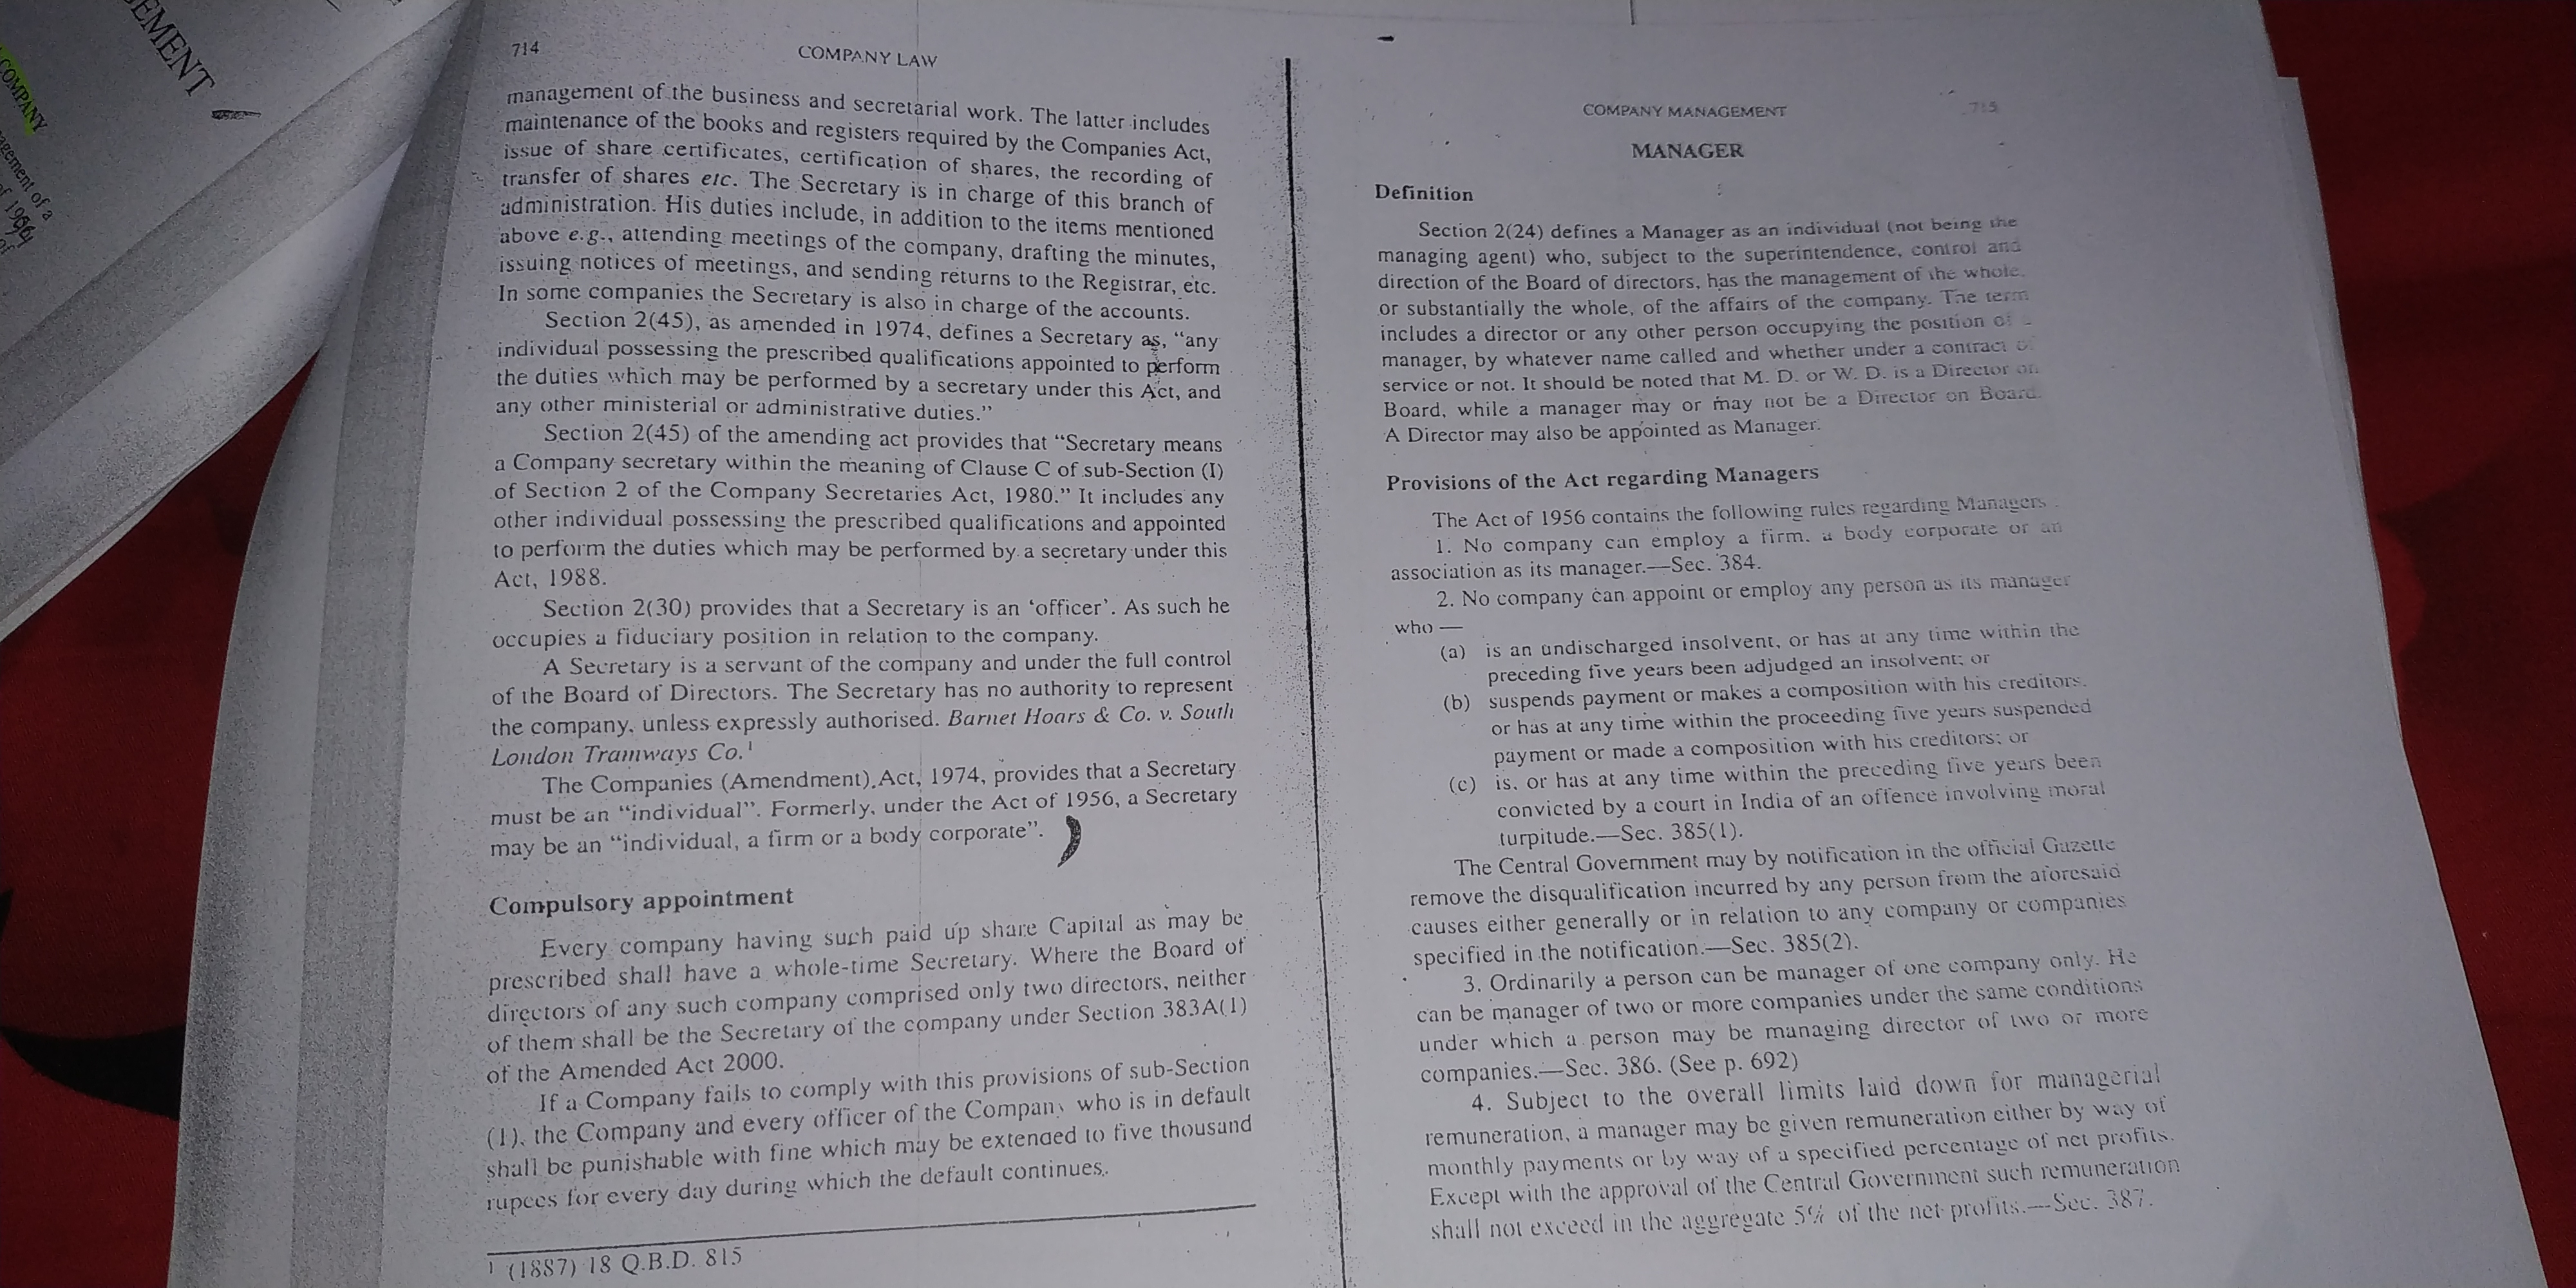 EMENT
COMPANY
agement of a
of 1994
of
714
COMPANY LAW
management of the business and secretarial work. The latter includes
maintenance of the books and registers required by the Companies Act,
issue of share certificates, certification of shares, the recording of
transfer of shares etc. The Secretary is in charge of this branch of
administration. His duties include, in addition to the items mentioned
above e.g., attending meetings of the company, drafting the minutes,
issuing notices of meetings, and sending returns to the Registrar, etc.
In some companies the Secretary is also in charge of the accounts.
Section 2(45), as amended in 1974, defines a Secretary as, “any
individual possessing the prescribed qualifications appointed to perform
the duties which may be performed by a secretary under this Act, and
any other ministerial or administrative duties.”
Section 2(45) of the amending act provides that “Secretary means
a Company secretary within the meaning of Clause C of sub-Section (I)
of Section 2 of the Company Secretaries Act, 1980.” It includes any
other individual possessing the prescribed qualifications and appointed
to perform the duties which may be performed by a secretary under this
Act, 1988.
Section 2(30) provides that a Secretary is an ‘officer’. As such he
occupies a fiduciary position in relation to the company.
A Secretary is a servant of the company and under the full control
of the Board of Directors. The Secretary has no authority to represent
the company, unless expressly authorised. Barnet Hoars & Co. v. South
London Tramways Co.¹
The Companies (Amendment) Act, 1974, provides that a Secretary
must be an “individual”. Formerly, under the Act of 1956, a Secretary
may be an “individual, a firm or a body corporate”.
Compulsory appointment
Every company having such paid up share Capital as may be
prescribed shall have a whole-time Secretary. Where the Board of
directors of any such company comprised only two directors, neither
of them shall be the Secretary of the company under Section 383A(1)
of the Amended Act 2000.
If a Company fails to comply with this provisions of sub-Section
(1), the Company and every officer of the Company who is in default
shall be punishable with fine which may be extended to five thousand
rupees for every day during which the default continues.
¹ (1887) 18 Q.B.D. 815
COMPANY MANAGEMENT
715
MANAGER
Definition
Section 2(24) defines a Manager as an individual (not being the
managing agent) who, subject to the superintendence, control and
direction of the Board of directors, has the management of the whole,
or substantially the whole, of the affairs of the company. The term
includes a director or any other person occupying the position of
manager, by whatever name called and whether under a contract
service or not. It should be noted that M. D. or W. D. is a Director on
Board, while a manager may or may not be a Director on Board.
A Director may also be appointed as Manager.
Provisions of the Act regarding Managers
The Act of 1956 contains the following rules regarding Managers
1. No company can employ a firm, a body corporate or an
association as its manager.—Sec. 384.
2. No company can appoint or employ any person as its manager
who —
(a) is an undischarged insolvent, or has at any time within the
preceding five years been adjudged an insolvent; or
(b) suspends payment or makes a composition with his creditors,
or has at any time within the proceeding five years suspended
payment or made a composition with his creditors; or
(c) is, or has at any time within the preceding five years been
convicted by a court in India of an offence involving moral
turpitude.—Sec. 385(1).
The Central Government may by notification in the official Gazette
remove the disqualification incurred by any person from the aforesaid
causes either generally or in relation to any company or companies
specified in the notification.—Sec. 385(2).
3. Ordinarily a person can be manager of one company only. He
can be manager of two or more companies under the same conditions
under which a person may be managing director of two or more
companies.—Sec. 386. (See p. 692)
4. Subject to the overall limits laid down for managerial
remuneration, a manager may be given remuneration either by way of
monthly payments or by way of a specified percentage of net profits.
Except with the approval of the Central Government such remuneration
shall not exceed in the aggregate 5% of the net profits.—Sec. 387.